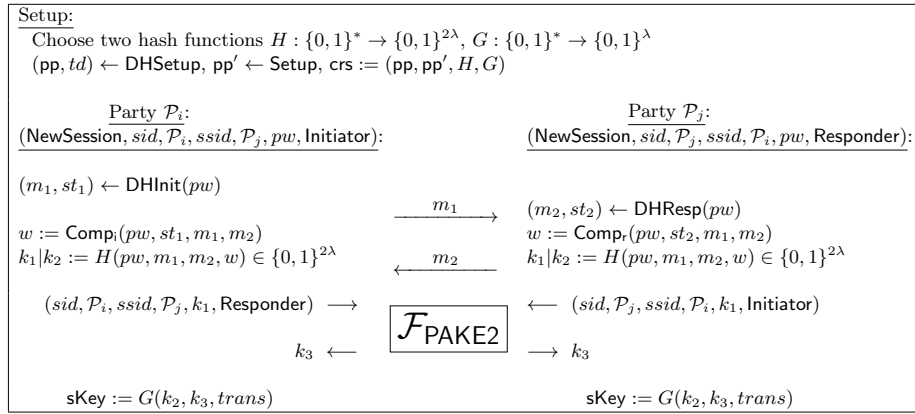 Setup:
Choose two hash functions H : {0, 1}* → {0, 1}^{2λ}, G : {0, 1}* → {0, 1}^λ
(pp, td) ← DHSetup, pp′ ← Setup, crs := (pp, pp′, H, G)
Party P_i: Party P_j:
(NewSession, sid, P_i, ssid, P_j, pw, Initiator): (NewSession, sid, P_j, ssid, P_i, pw, Responder):
(m_1, st_1) ← DHInit(pw)
m_1
(m_2, st_2) ← DHResp(pw)
w := Comp_i(pw, st_1, m_1, m_2) w := Comp_r(pw, st_2, m_1, m_2)
k_1|k_2 := H(pw, m_1, m_2, w) ∈ {0, 1}^{2λ} m_2 k_1|k_2 := H(pw, m_1, m_2, w) ∈ {0, 1}^{2λ}
(sid, P_i, ssid, P_j, k_1, Responder) → ← (sid, P_j, ssid, P_i, k_1, Initiator)
F_PAKE2
k_3 ← → k_3
sKey := G(k_2, k_3, trans) sKey := G(k_2, k_3, trans)